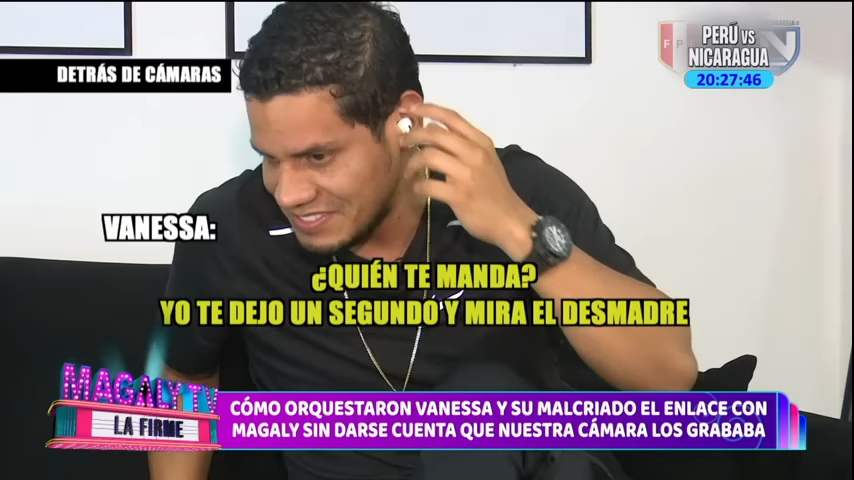 PERÚ VS
NICARAGUA
20:27:46
DETRÁS DE CÁMARAS
VANESSA:
¿QUIÉN TE MANDA?
YO TE DEJO UN SEGUNDO Y MIRA EL DESMADRE
MAGALY TV
LA FIRME
CÓMO ORQUESTARON VANESSA Y SU MALCRIADO EL ENLACE CON
MAGALY SIN DARSE CUENTA QUE NUESTRA CÁMARA LOS GRABABA